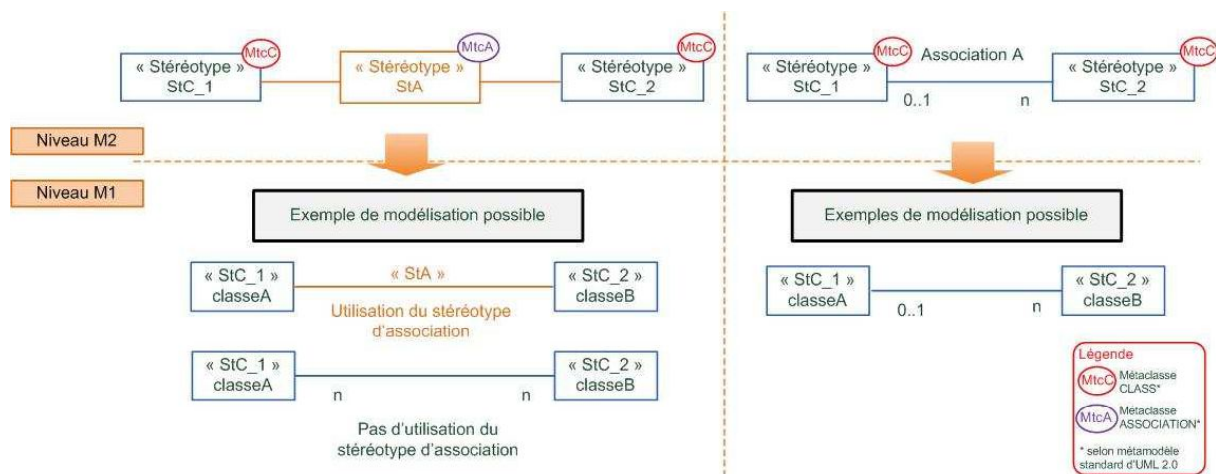 MtcC
« Stéréotype »
StC_1
MtcA
« Stéréotype »
StA
MtcC
« Stéréotype »
StC_2
MtcC
« Stéréotype »
StC_1
Association A
0..1
n
MtcC
« Stéréotype »
StC_2
Niveau M2
Niveau M1
Exemple de modélisation possible
« StC_1 »
classeA
« StA »
« StC_2 »
classeB
Utilisation du stéréotype
d'association
« StC_1 »
classeA
n
n
« StC_2 »
classeB
Pas d'utilisation du
stéréotype d'association
Exemples de modélisation possible
« StC_1 »
classeA
0..1
n
« StC_2 »
classeB
Légende
MtcC
Métaclasse
CLASS*
MtcA
Métaclasse
ASSOCIATION*
* selon métamodèle
standard d'UML 2.0